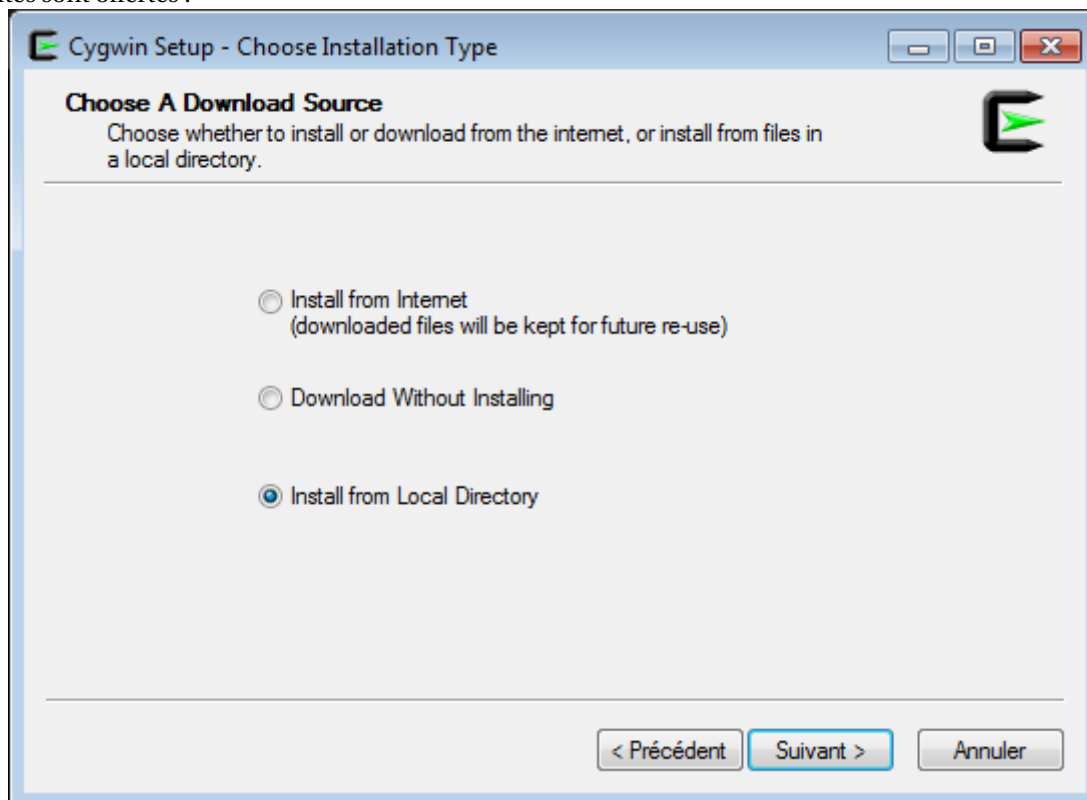 sont offertes :
Cygwin Setup - Choose Installation Type
Choose A Download Source
Choose whether to install or download from the internet, or install from files in
a local directory.
Install from Internet
(downloaded files will be kept for future re-use)
Download Without Installing
Install from Local Directory
< Précédent
Suivant >
Annuler